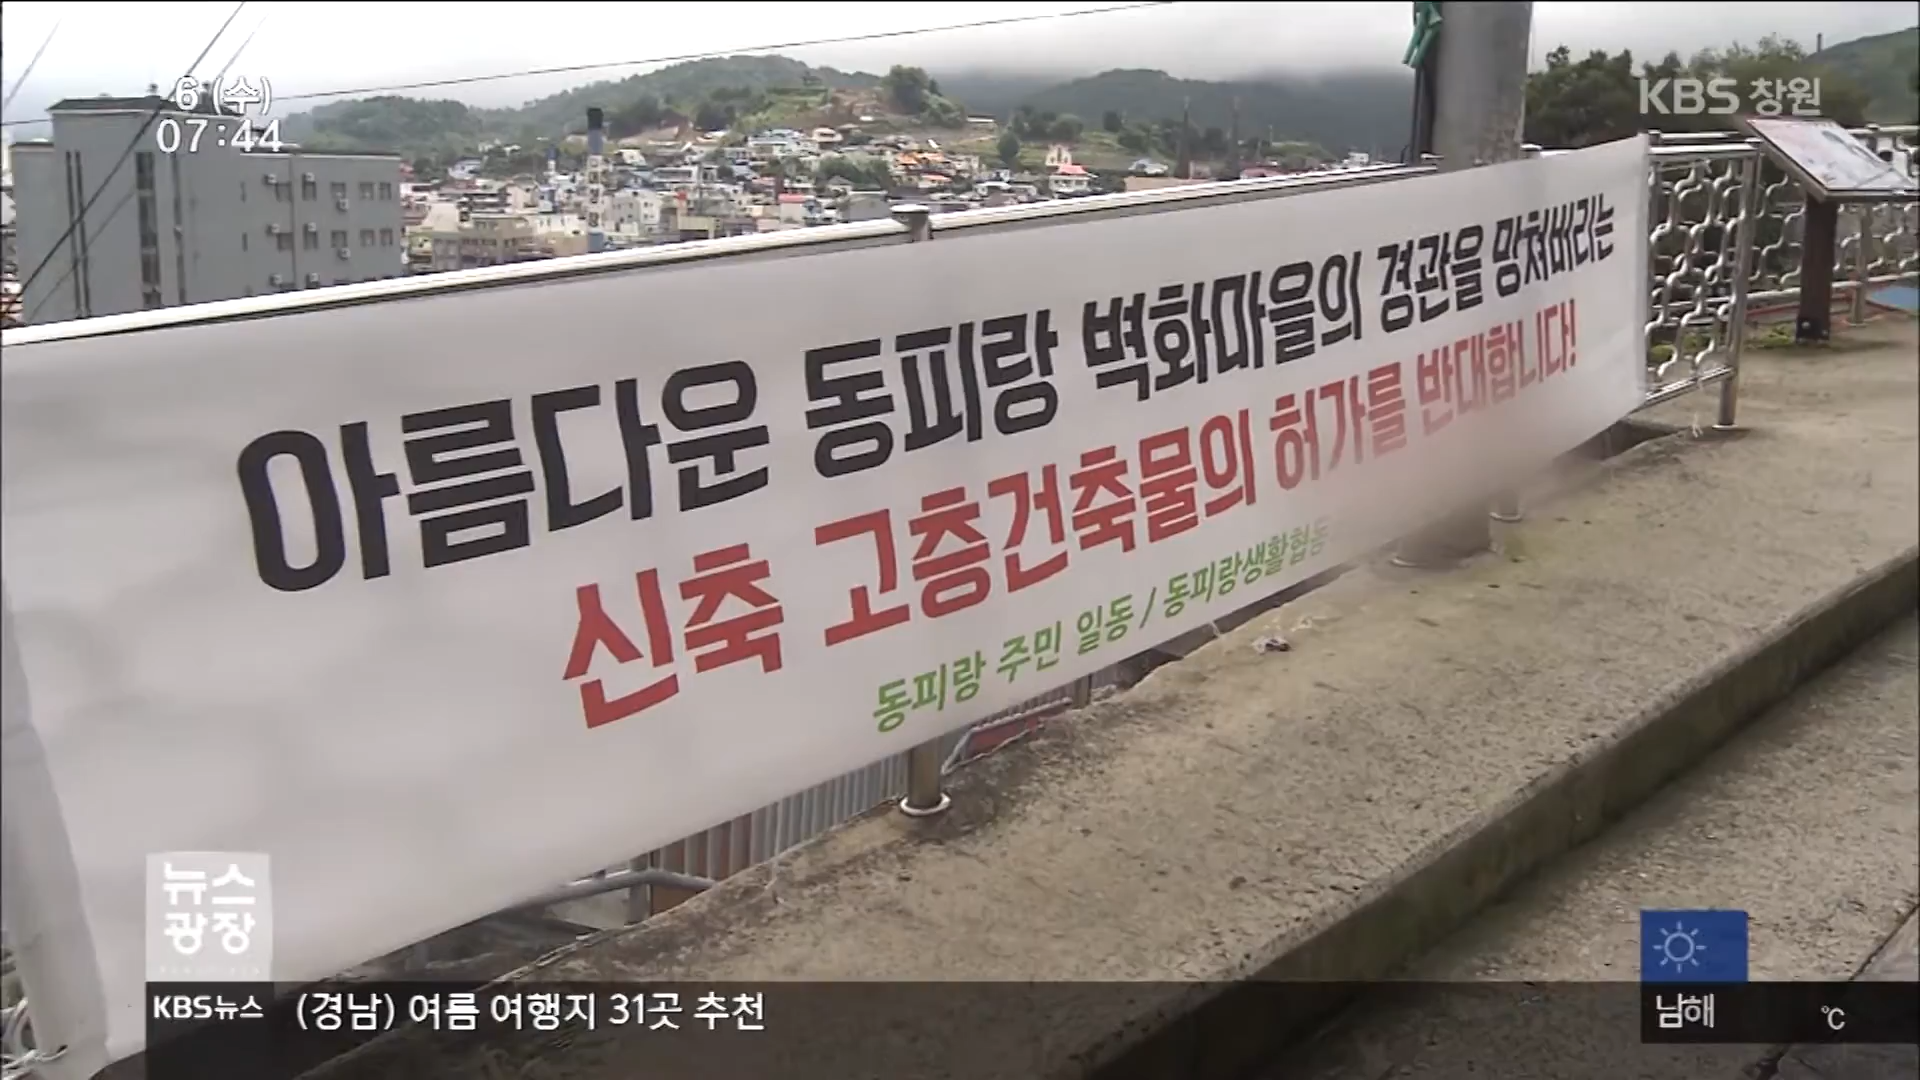 6 (수)
07:44
KBS 창원
아름다운 동피랑 벽화마을의 경관을 망쳐버리는
신축 고층건축물의 허가를 반대합니다!
동피랑 주민 일동 / 동피랑생활협동
뉴스
광장
KBS뉴스 (경남) 여름 여행지 31곳 추천
남해 ℃